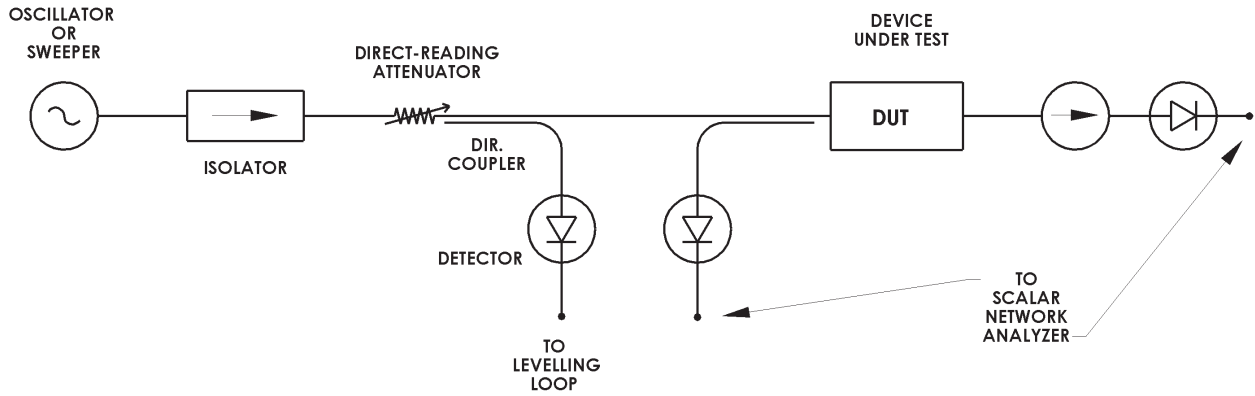 OSCILLATOR
OR
SWEEPER
ISOLATOR
DIRECT-READING
ATTENUATOR
DIR.
COUPLER
DETECTOR
TO
LEVELLING
LOOP
DEVICE
UNDER TEST
DUT
TO
SCALAR
NETWORK
ANALYZER